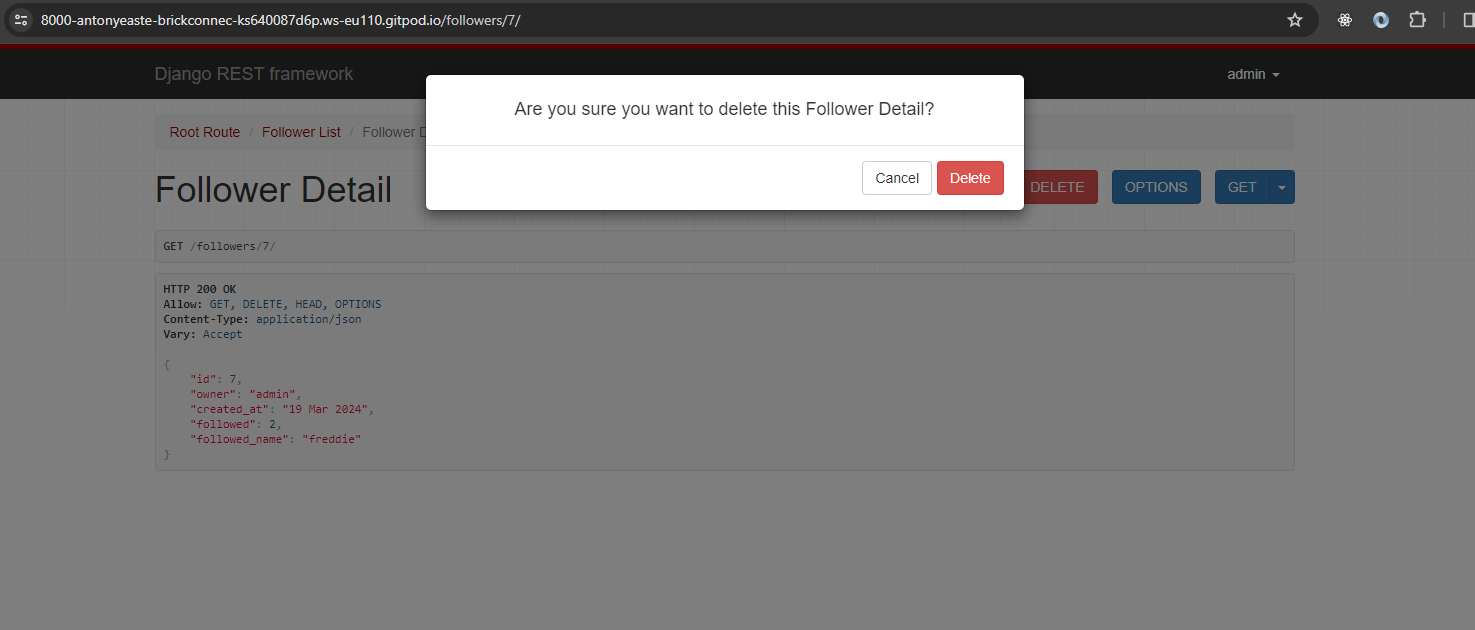 8000-antonyeaste-brickconnec-ks640087d6p.ws-eu110.gitpod.io/followers/7/
Django REST framework
admin
Are you sure you want to delete this Follower Detail?
Cancel
Delete
Root Route / Follower List / Follower D
Follower Detail
DELETE
OPTIONS
GET
GET /followers/7/
HTTP 200 OK
Allow: GET, DELETE, HEAD, OPTIONS
Content-Type: application/json
Vary: Accept
{
"id": 7,
"owner": "admin",
"created_at": "19 Mar 2024",
"followed": 2,
"followed_name": "freddie"
}